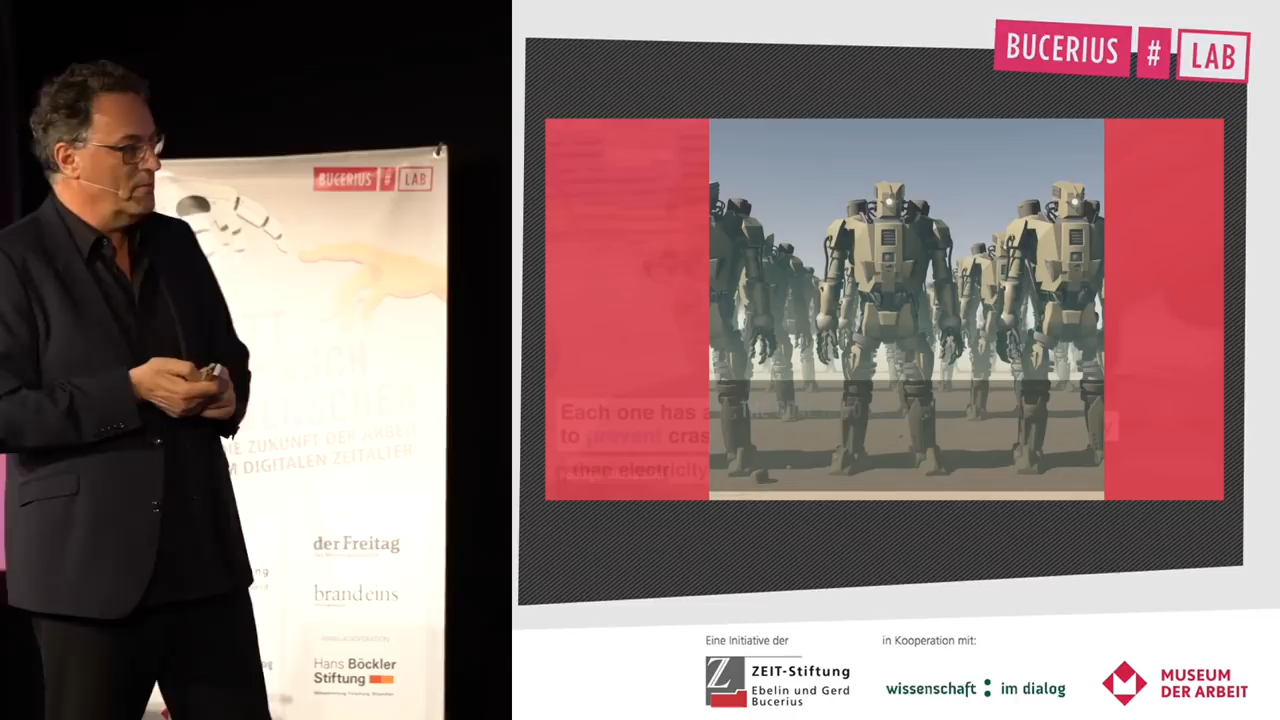 BUCERIUS # LAB
BUCERIUS # LAB
DIE ZUKUNFT DER ARBEIT
IM DIGITALEN ZEITALTER
der Freitag
brand eins
Hans Böckler
Stiftung
Each one has a
to prevent cras
than electricity
Eine Initiative der
ZEIT-Stiftung
Ebelin und Gerd
Bucerius
in Kooperation mit:
wissenschaft : im dialog
MUSEUM
DER ARBEIT